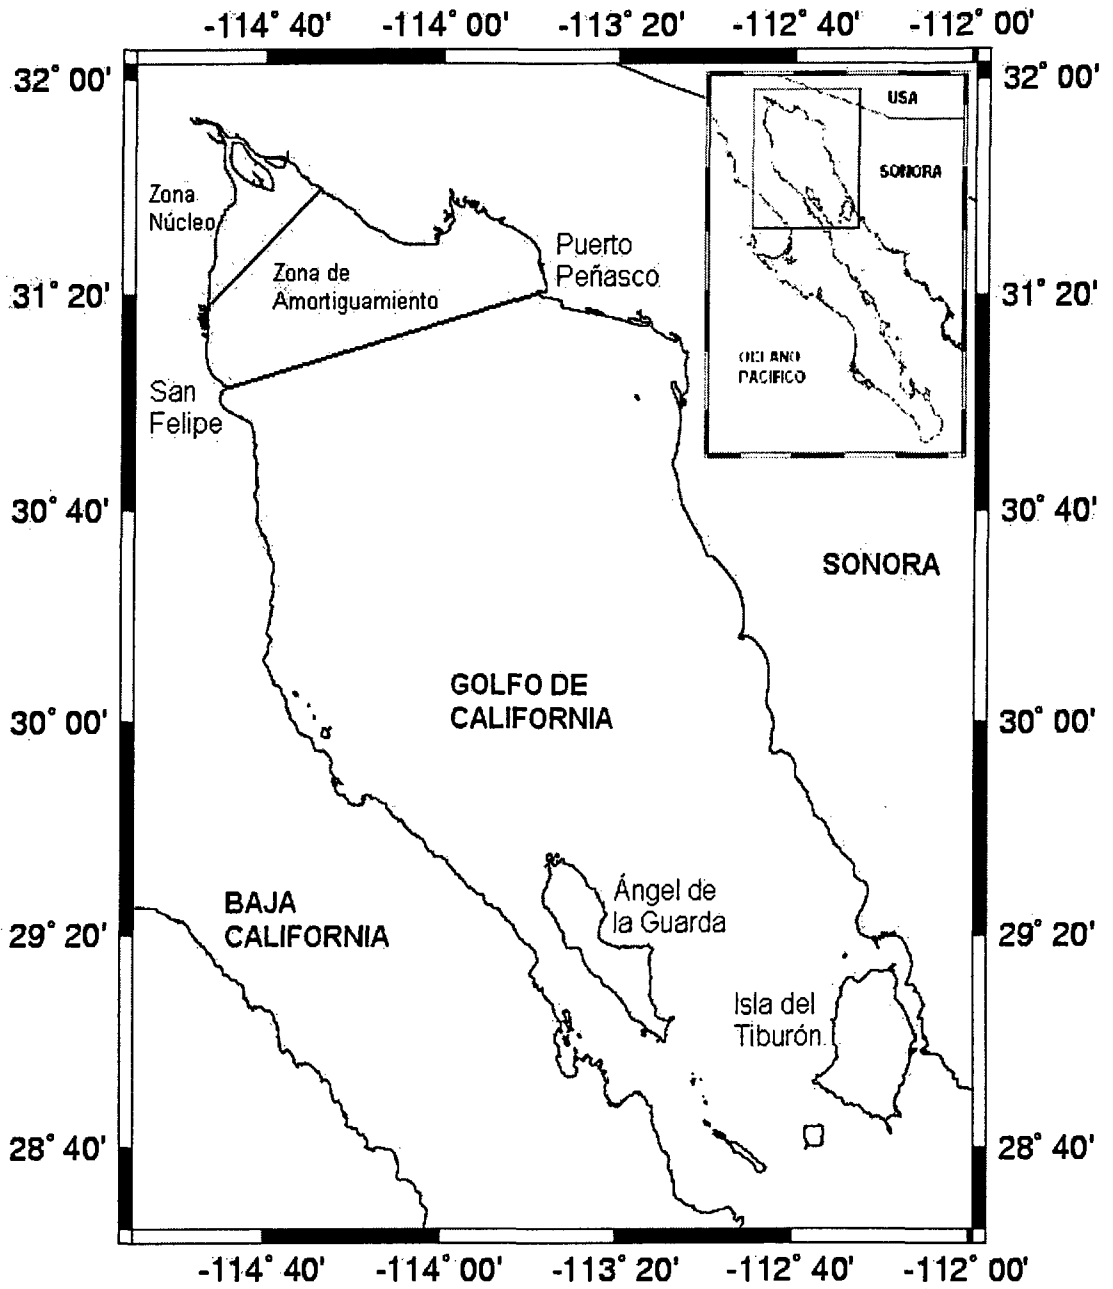 -114° 40' -114° 00' -113° 20' -112° 40' -112° 00'
32° 00' 32° 00'
USA
SONORA
Zona
Núcleo
Puerto
Peñasco
Zona de
Amortiguamiento
31° 20' 31° 20'
OCEANO
PACIFICO
San
Felipe
30° 40' 30° 40'
SONORA
GOLFO DE
CALIFORNIA
30° 00' 30° 00'
Ángel de
la Guarda
BAJA
CALIFORNIA
29° 20' 29° 20'
Isla del
Tiburón
28° 40' 28° 40'
-114° 40' -114° 00' -113° 20' -112° 40' -112° 00'